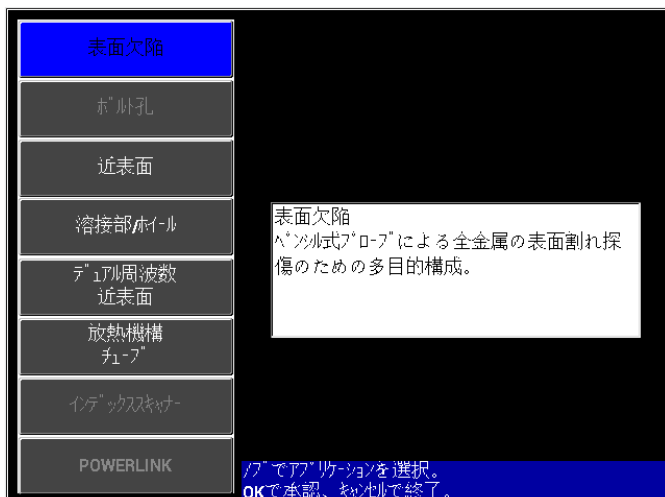 表面欠陥
ﾎﾞﾙﾄ孔
近表面
溶接部/ﾎｲｰﾙ
ﾃﾞｭｱﾙ周波数
近表面
放熱機構
ﾁｭｰﾌﾞ
ｲﾝﾃﾞｯｸｽｽｷｬﾅｰ
POWERLINK
表面欠陥
ﾍﾟﾝｼﾙ式ﾌﾟﾛｰﾌﾞによる全金属の表面割れ探
傷のための多目的構成。
ﾉﾌﾞでｱﾌﾟﾘｹｰｼｮﾝを選択。
OKで承認、ｷｬﾝｾﾙで終了。